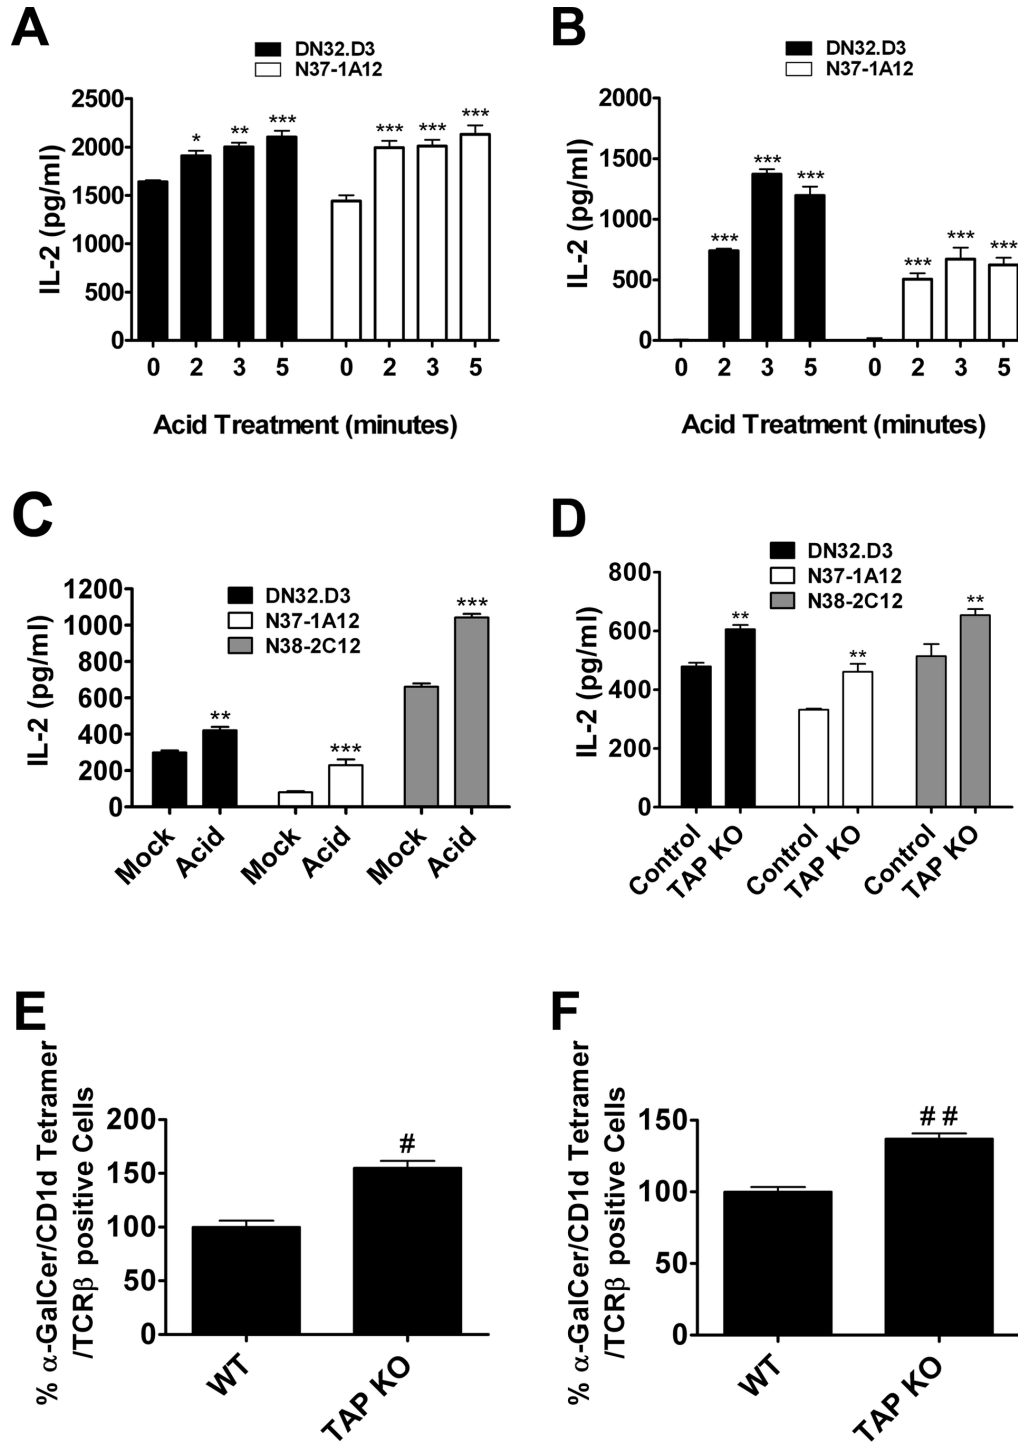 A
DN32.D3
N37-1A12
IL-2 (pg/ml)
2500
2000
1500
1000
500
0
* ** *** *** *** ***
0 2 3 5 0 2 3 5
Acid Treatment (minutes)
B
DN32.D3
N37-1A12
IL-2 (pg/ml)
2000
1500
1000
500
0
*** *** *** *** *** ***
0 2 3 5 0 2 3 5
Acid Treatment (minutes)
C
DN32.D3
N37-1A12
N38-2C12
IL-2 (pg/ml)
1200
1000
800
600
400
200
0
** *** ***
Mock Acid Mock Acid Mock Acid
D
DN32.D3
N37-1A12
N38-2C12
IL-2 (pg/ml)
800
600
400
200
0
** ** **
Control TAP KO Control TAP KO Control TAP KO
E
% α-GalCer/CD1d Tetramer
/TCRβ positive Cells
200
150
100
50
0
#
WT TAP KO
F
% α-GalCer/CD1d Tetramer
/TCRβ positive Cells
150
100
50
0
# #
WT TAP KO